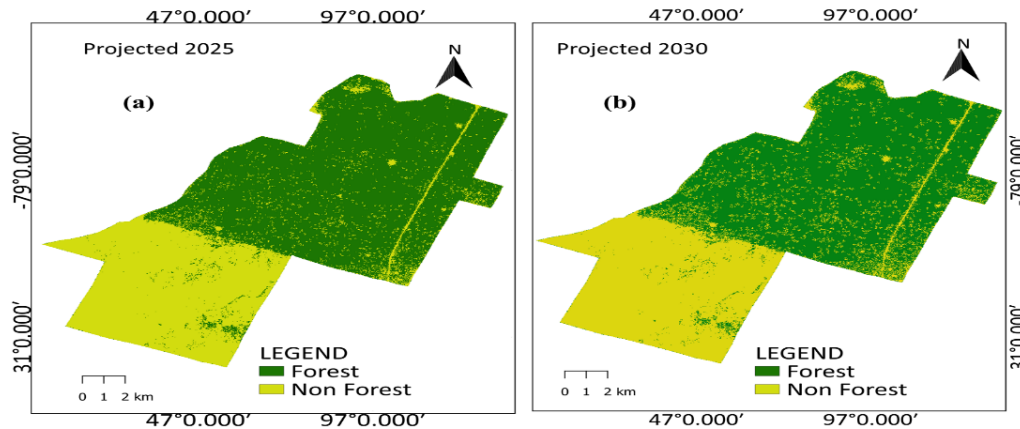 47°0.000′ 97°0.000′ 47°0.000′ 97°0.000′
Projected 2025
N
(a)
-79°0.000′
31°0.000′
LEGEND
Forest
Non Forest
0 1 2 km
47°0.000′ 97°0.000′
Projected 2030
N
(b)
-79°0.000′
31°0.000′
LEGEND
Forest
Non Forest
0 1 2 km
47°0.000′ 97°0.000′